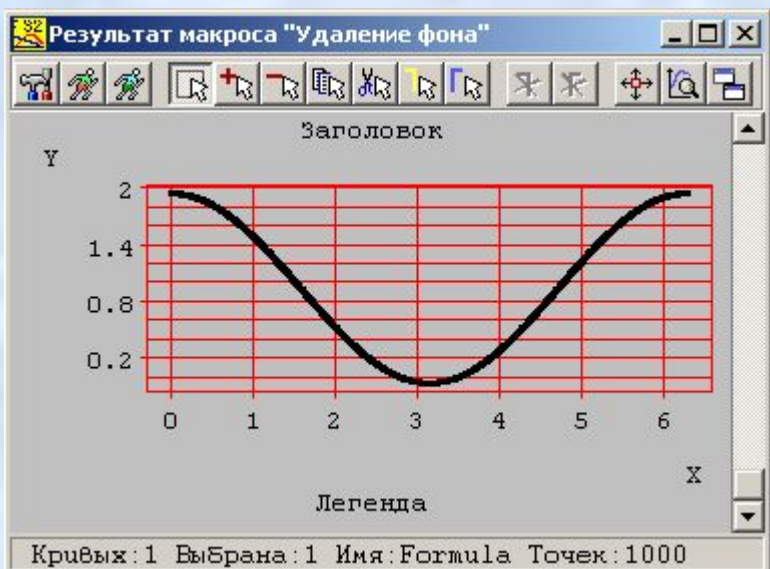 Результат макроса "Удаление фона"
Заголовок
Y
2
1.4
0.8
0.2
0 1 2 3 4 5 6
X
Легенда
Кривых:1 Выбрана:1 Имя:Formula Точек:1000